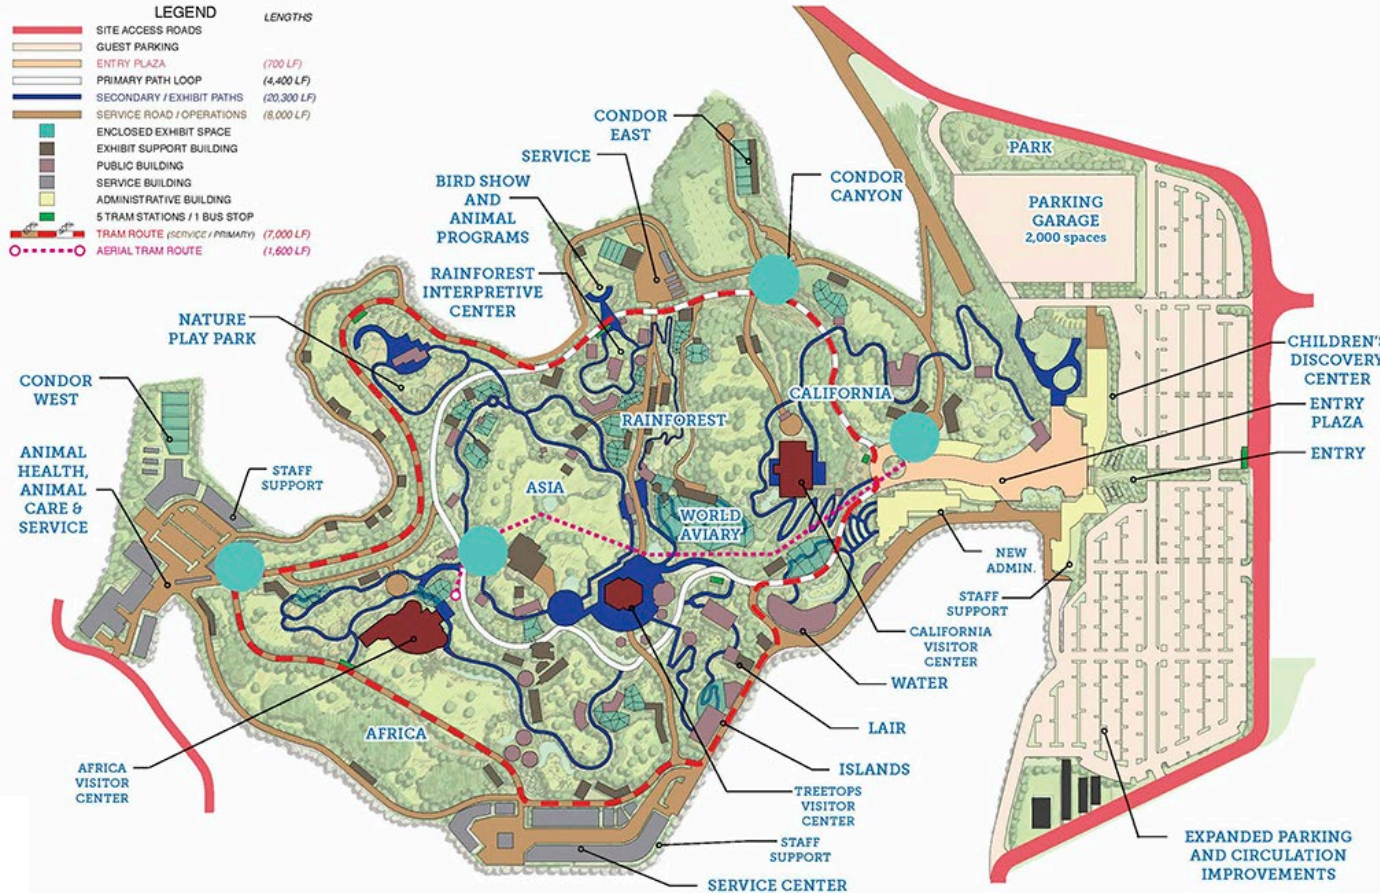 LEGEND
LENGTHS
SITE ACCESS ROADS
GUEST PARKING
ENTRY PLAZA (700 LF)
PRIMARY PATH LOOP (4,400 LF)
SECONDARY / EXHIBIT PATHS (20,300 LF)
SERVICE ROAD / OPERATIONS (8,000 LF)
ENCLOSED EXHIBIT SPACE
EXHIBIT SUPPORT BUILDING
PUBLIC BUILDING
SERVICE BUILDING
ADMINISTRATIVE BUILDING
5 TRAM STATIONS / 1 BUS STOP
TRAM ROUTE (SERVICE / PRIMARY) (7,000 LF)
AERIAL TRAM ROUTE (1,600 LF)
CONDOR
EAST
SERVICE
BIRD SHOW
AND
ANIMAL
PROGRAMS
CONDOR
CANYON
PARK
PARKING
GARAGE
2,000 spaces
RAINFOREST
INTERPRETIVE
CENTER
NATURE
PLAY PARK
CHILDREN'S
DISCOVERY
CENTER
CONDOR
WEST
CALIFORNIA
RAINFOREST
ENTRY
PLAZA
ENTRY
ANIMAL
HEALTH,
ANIMAL
CARE &
SERVICE
STAFF
SUPPORT
ASIA
WORLD
AVIARY
NEW
ADMIN.
STAFF
SUPPORT
CALIFORNIA
VISITOR
CENTER
WATER
LAIR
AFRICA
ISLANDS
AFRICA
VISITOR
CENTER
TREETOPS
VISITOR
CENTER
STAFF
SUPPORT
SERVICE CENTER
EXPANDED PARKING
AND CIRCULATION
IMPROVEMENTS